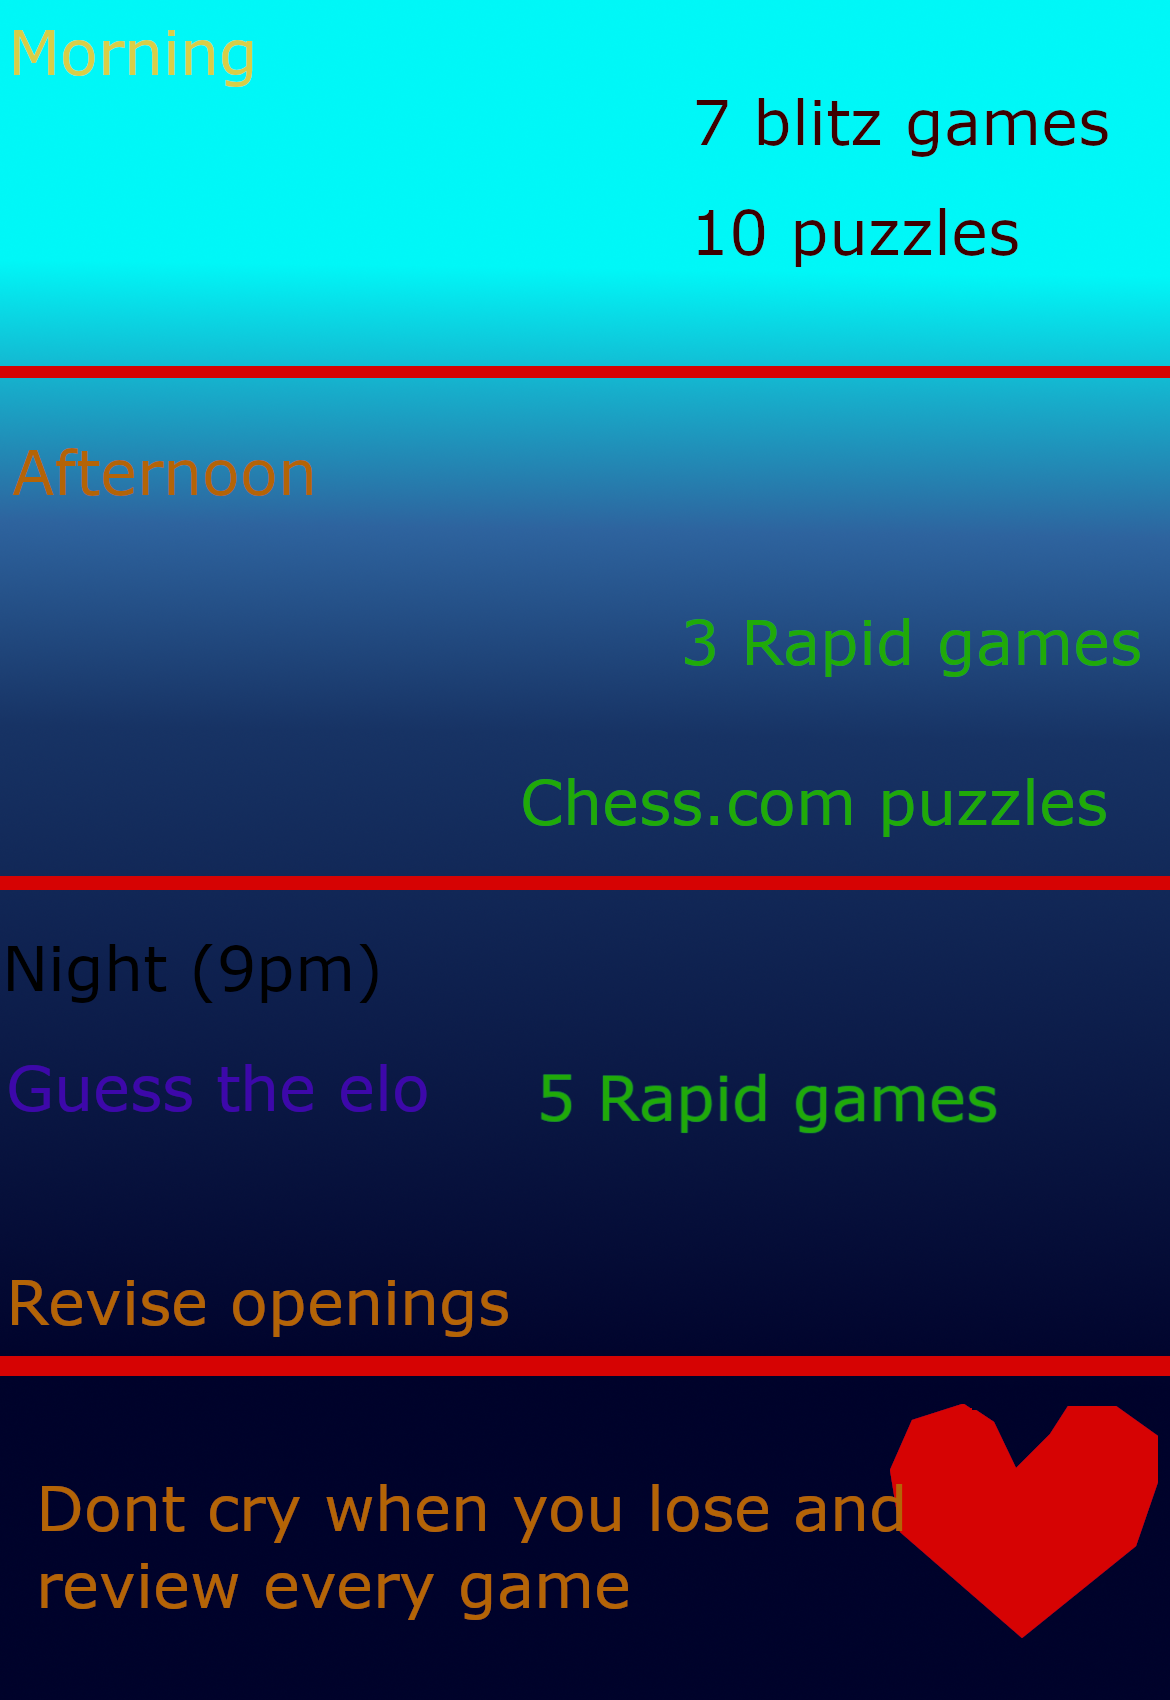 Morning
7 blitz games
10 puzzles
Afternoon
3 Rapid games
Chess.com puzzles
Night (9pm)
Guess the elo
5 Rapid games
Revise openings
Dont cry when you lose and
review every game